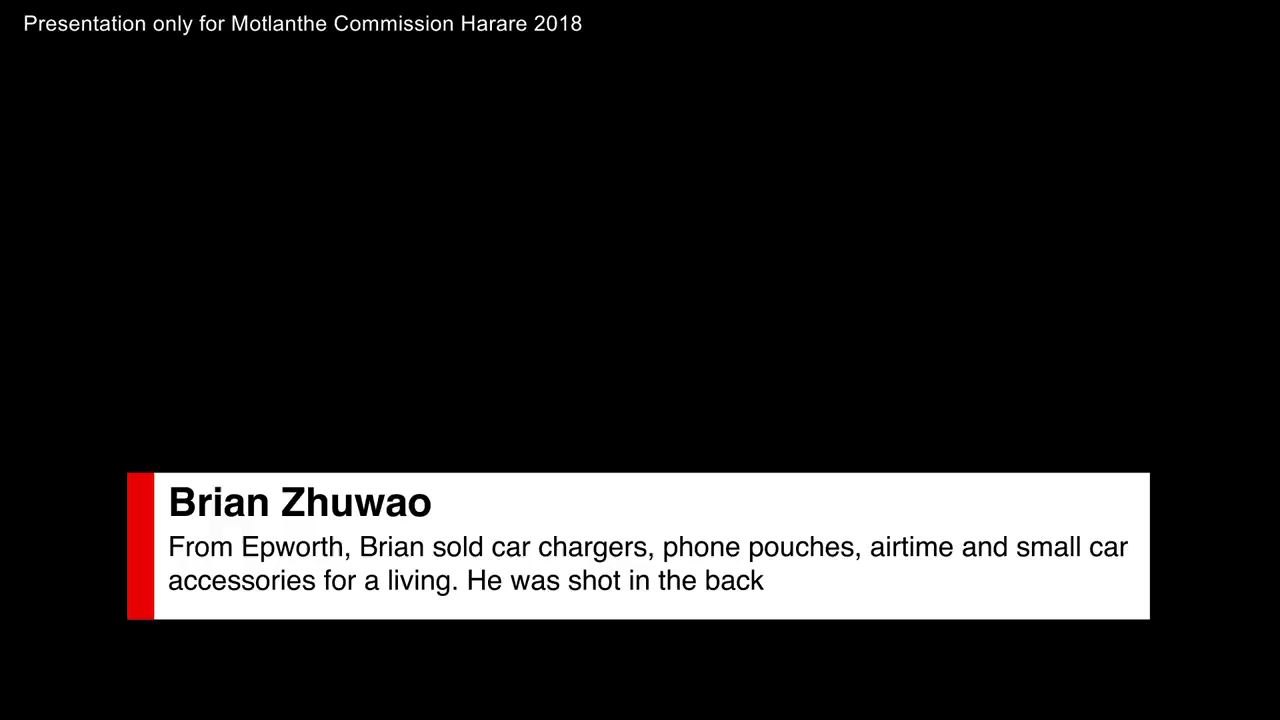 Presentation only for Motlanthe Commission Harare 2018
Brian Zhuwao
From Epworth, Brian sold car chargers, phone pouches, airtime and small car
accessories for a living. He was shot in the back